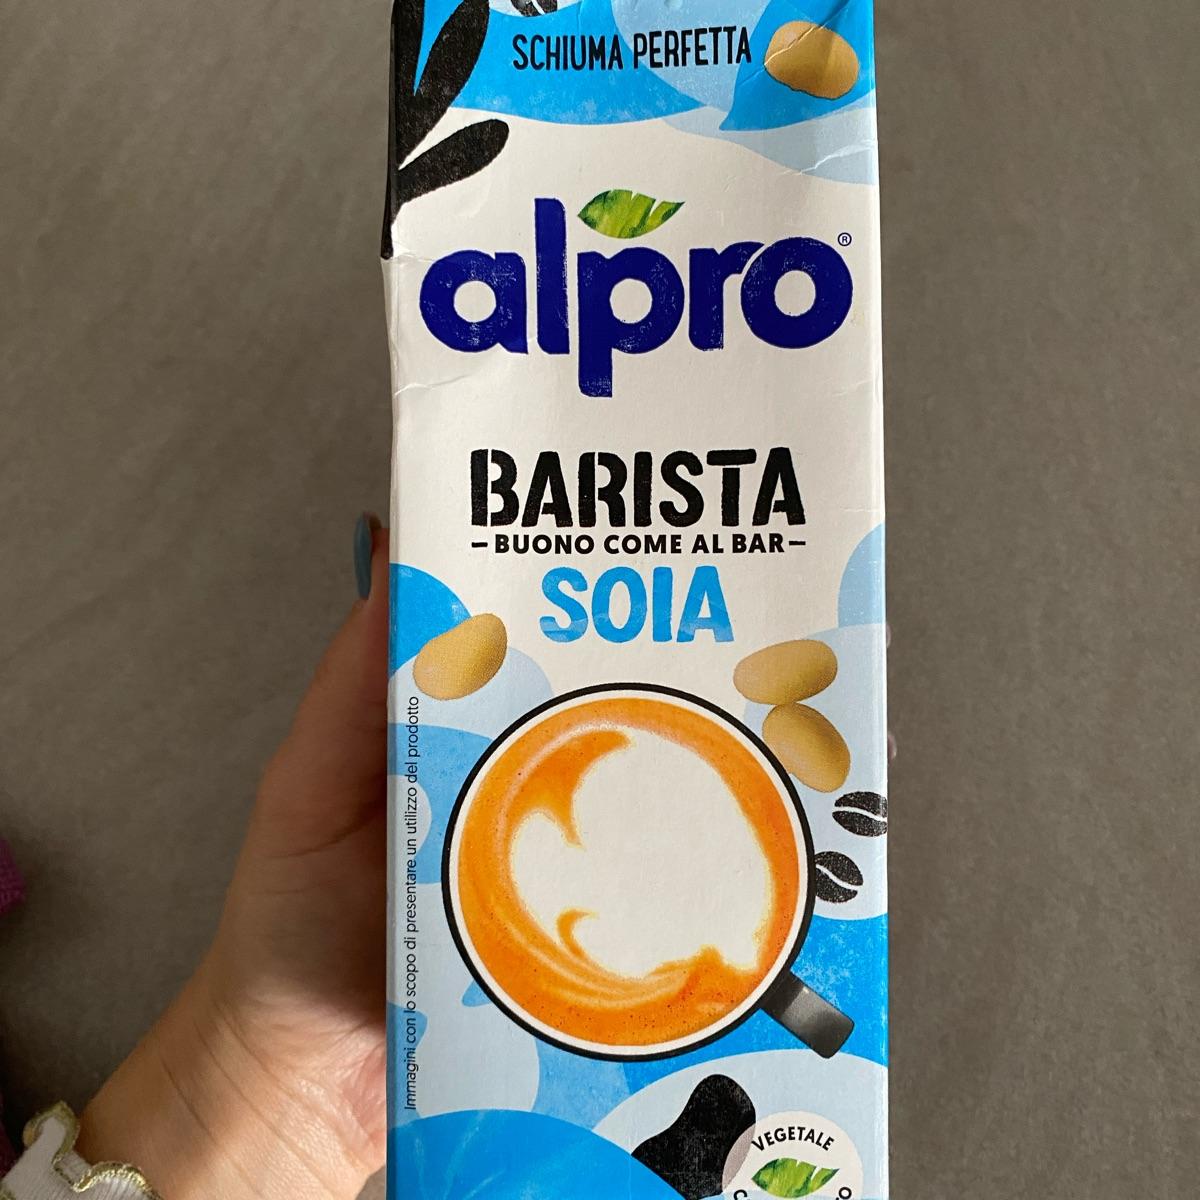 SCHIUMA PERFETTA
alpro®
BARISTA
-BUONO COME AL BAR-
SOIA
Immagini con lo scopo di presentare un utilizzo del prodotto
VEGETALE